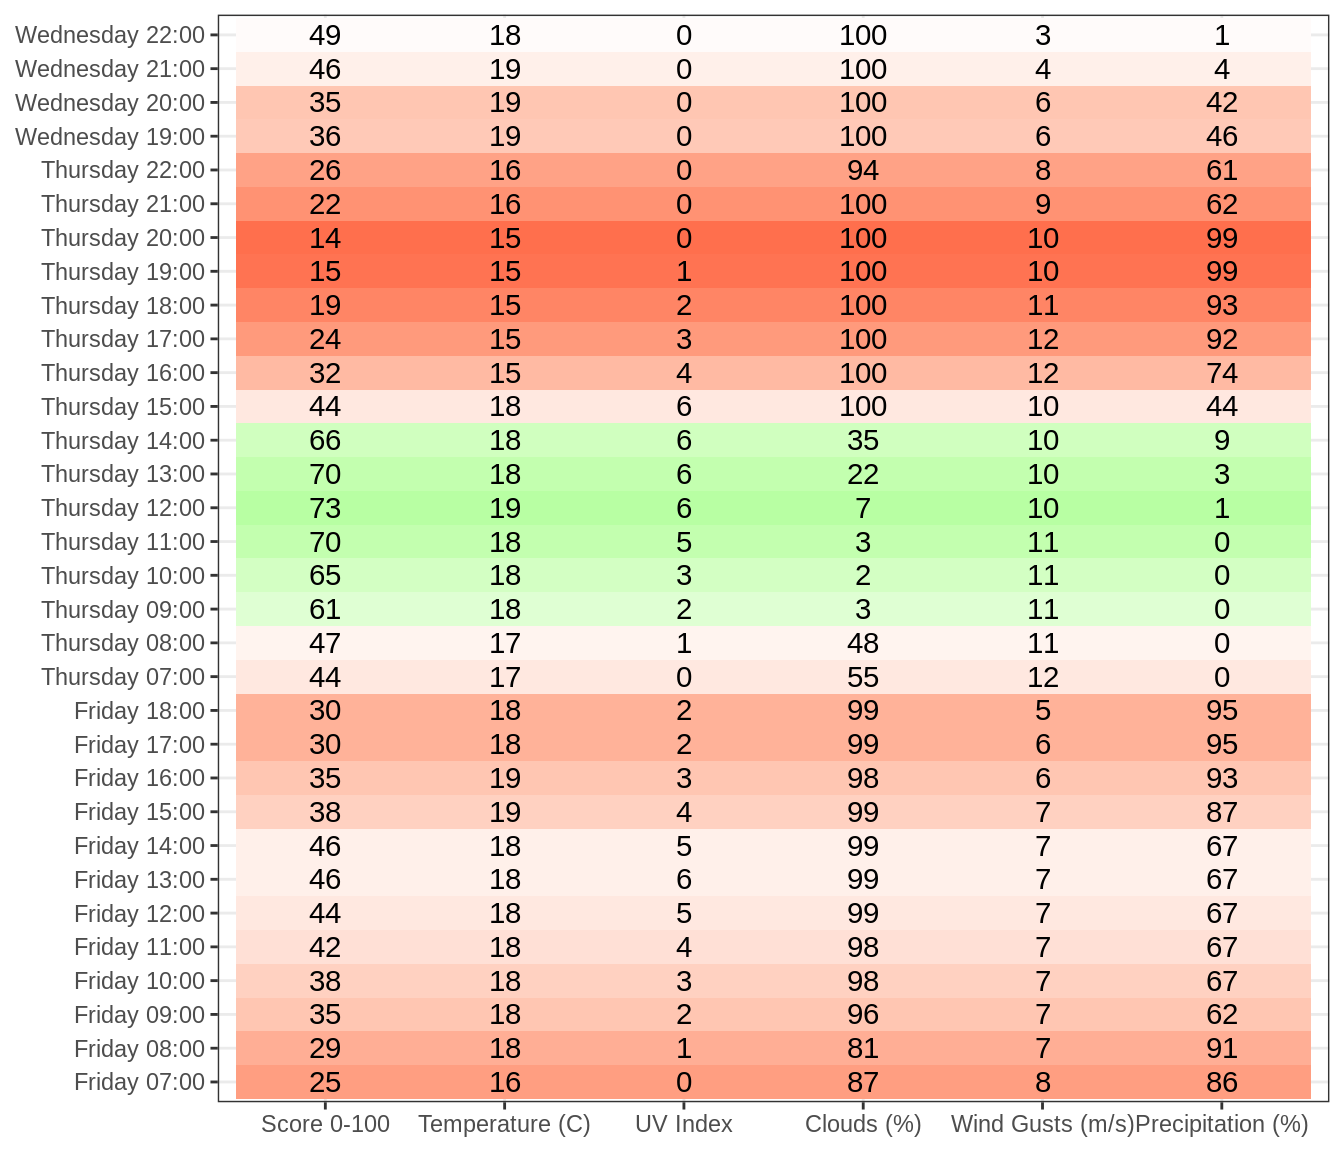 Wednesday 22:00 49 18 0 100 3 1
Wednesday 21:00 46 19 0 100 4 4
Wednesday 20:00 35 19 0 100 6 42
Wednesday 19:00 36 19 0 100 6 46
Thursday 22:00 26 16 0 94 8 61
Thursday 21:00 22 16 0 100 9 62
Thursday 20:00 14 15 0 100 10 99
Thursday 19:00 15 15 1 100 10 99
Thursday 18:00 19 15 2 100 11 93
Thursday 17:00 24 15 3 100 12 92
Thursday 16:00 32 15 4 100 12 74
Thursday 15:00 44 18 6 100 10 44
Thursday 14:00 66 18 6 35 10 9
Thursday 13:00 70 18 6 22 10 3
Thursday 12:00 73 19 6 7 10 1
Thursday 11:00 70 18 5 3 11 0
Thursday 10:00 65 18 3 2 11 0
Thursday 09:00 61 18 2 3 11 0
Thursday 08:00 47 17 1 48 11 0
Thursday 07:00 44 17 0 55 12 0
Friday 18:00 30 18 2 99 5 95
Friday 17:00 30 18 2 99 6 95
Friday 16:00 35 19 3 98 6 93
Friday 15:00 38 19 4 99 7 87
Friday 14:00 46 18 5 99 7 67
Friday 13:00 46 18 6 99 7 67
Friday 12:00 44 18 5 99 7 67
Friday 11:00 42 18 4 98 7 67
Friday 10:00 38 18 3 98 7 67
Friday 09:00 35 18 2 96 7 62
Friday 08:00 29 18 1 81 7 91
Friday 07:00 25 16 0 87 8 86
Score 0-100 Temperature (C) UV Index Clouds (%) Wind Gusts (m/s) Precipitation (%)